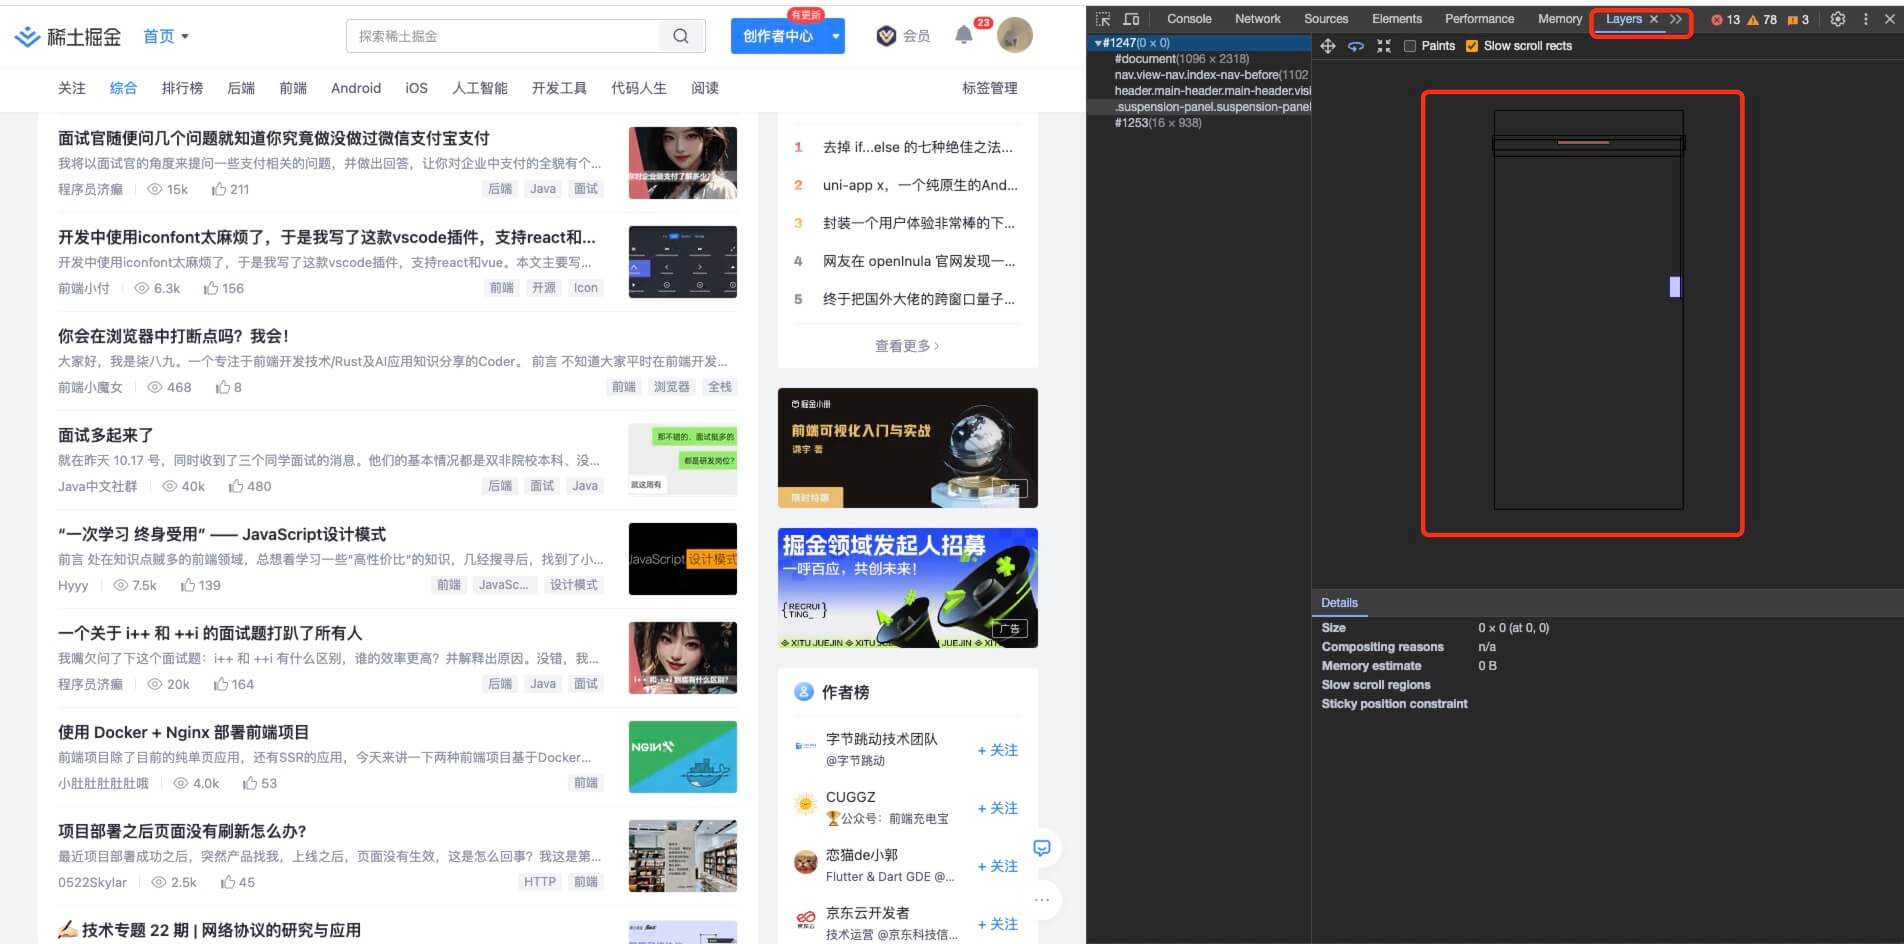 稀土掘金
首页
探索稀土掘金
创作者中心
有更新
会员
23
关注 综合 排行榜 后端 前端 Android iOS 人工智能 开发工具 代码人生 阅读 标签管理
面试官随便问几个问题就知道你究竟做没做过微信支付宝支付
我将以面试官的角度来提问一些支付相关的问题，并做出回答，让你对企业中支付的全貌有个...
程序员济癫 15k 211 后端 Java 面试
开发中使用iconfont太麻烦了，于是我写了这款vscode插件，支持react和...
开发中使用iconfont太麻烦了，于是我写了这款vscode插件，支持react和vue。本文主要写...
前端小付 6.3k 156 前端 开源 Icon
你会在浏览器中打断点吗？我会！
大家好，我是柒八九。一个专注于前端开发技术/Rust及AI应用知识分享的Coder。 前言 不知道大家平时在前端开发...
前端小魔女 468 8 前端 浏览器 全栈
面试多起来了
就在昨天 10.17 号，同时收到了三个同学面试的消息。他们的基本情况都是双非院校本科、没...
Java中文社群 40k 480 后端 面试 Java
那不错的、面试挺多的
都是研发岗位?
就这周有
“一次学习 终身受用” —— JavaScript设计模式
前言 处在知识点贼多的前端领域，总想着学习一些“高性价比”的知识，几经搜寻后，找到了小...
Hyyy 7.5k 139 前端 JavaSc... 设计模式
JavaScript 设计模式
一个关于 i++ 和 ++i 的面试题打趴了所有人
我嘴欠问了下这个面试题：i++ 和 ++i 有什么区别，谁的效率更高？并解释出原因。没错，我...
程序员济癫 20k 164 后端 Java 面试
i++ 和 ++i 到底有什么区别?
使用 Docker + Nginx 部署前端项目
前端项目除了目前的纯单页应用，还有SSR的应用，今天来讲一下两种前端项目基于Docker...
小肚肚肚肚肚哦 4.0k 53 前端
NGINX
项目部署之后页面没有刷新怎么办?
最近项目部署成功之后，突然产品找我，上线之后，页面没有生效，这是怎么回事？我这是第...
0522Skylar 2.5k 45 HTTP 前端
技术专题 22 期 | 网络协议的研究与应用
1 去掉 if...else 的七种绝佳之法...
2 uni-app x，一个纯原生的And...
3 封装一个用户体验非常棒的下...
4 网友在 openInula 官网发现一...
5 终于把国外大佬的跨窗口量子...
查看更多 ›
掘金小册
前端可视化入门与实战
谦宇 著
限时特惠
广告
掘金领域发起人招募
一呼百应，共创未来！
{RECRUI
TING_ }
广告
XITU JUEJIN XITU JUEJIN XITU
作者榜
字节跳动技术团队
@字节跳动
+ 关注
CUGGZ
🏆公众号：前端充电宝
+ 关注
恋猫de小郭
Flutter & Dart GDE @...
+ 关注
京东云开发者
技术运营 @京东科技信...
+ 关注
Console Network Sources Elements Performance Memory Layers 13 78 3
Paints Slow scroll rects
#1247(0 × 0)
#document(1096 × 2318)
nav.view-nav.index-nav-before(1102
header.main-header.main-header.visi
.suspension-panel.suspension-panel
#1253(16 × 938)
Details
Size 0 × 0 (at 0, 0)
Compositing reasons n/a
Memory estimate 0 B
Slow scroll regions
Sticky position constraint